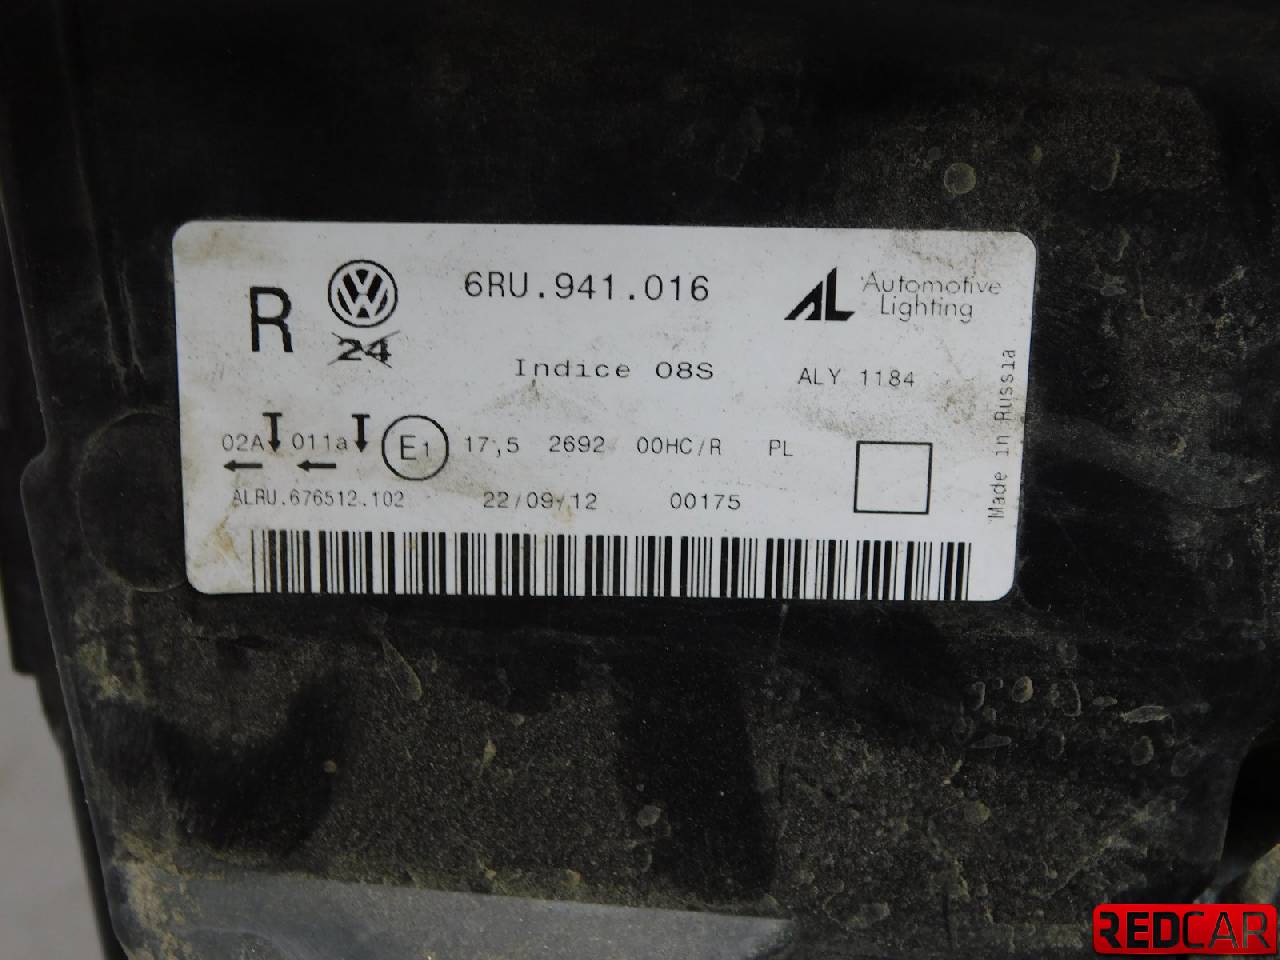 R
24
6RU.941.016
AL Automotive
Lighting
Indice 08S
ALY 1184
Made in Russia
02A 011a E1 17,5 2692 00HC/R PL
ALRU.676512.102 22/09/12 00175
REDCAR